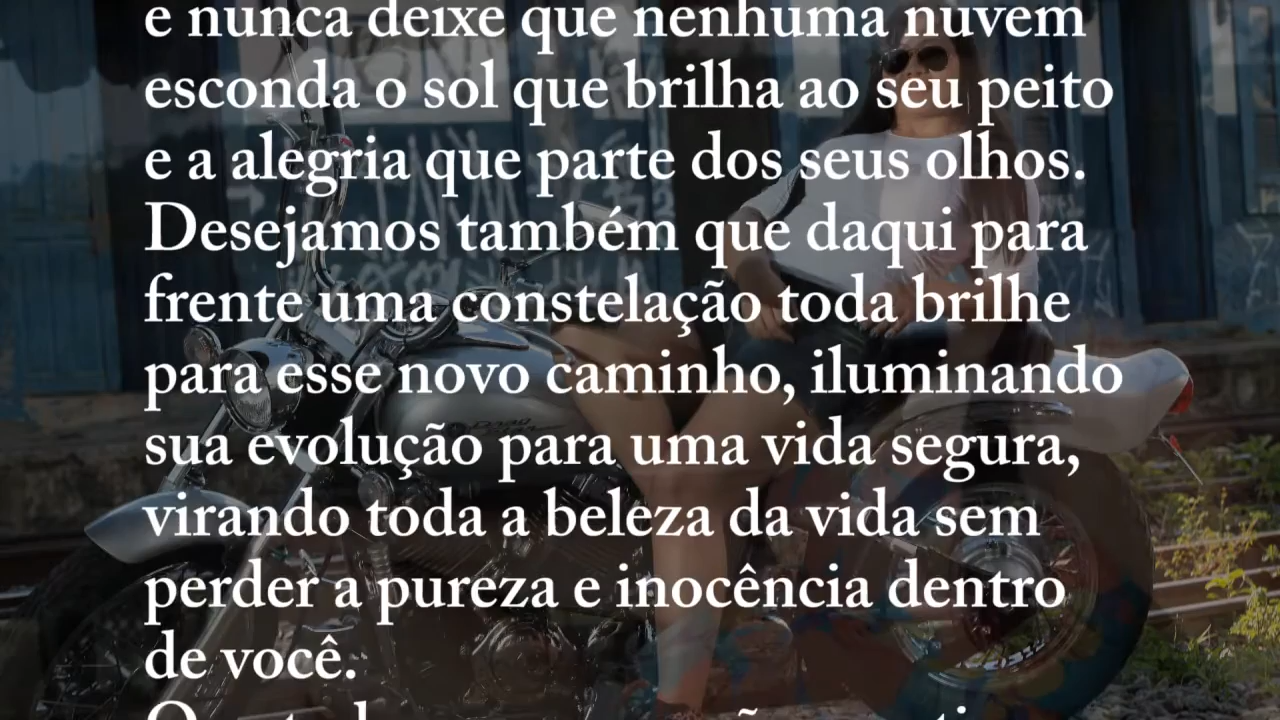 e nunca deixe que nenhuma nuvem
esconda o sol que brilha ao seu peito
e a alegria que parte dos seus olhos.
Desejamos também que daqui para
frente uma constelação toda brilhe
para esse novo caminho, iluminando
sua evolução para uma vida segura,
virando toda a beleza da vida sem
perder a pureza e inocência dentro
de você.